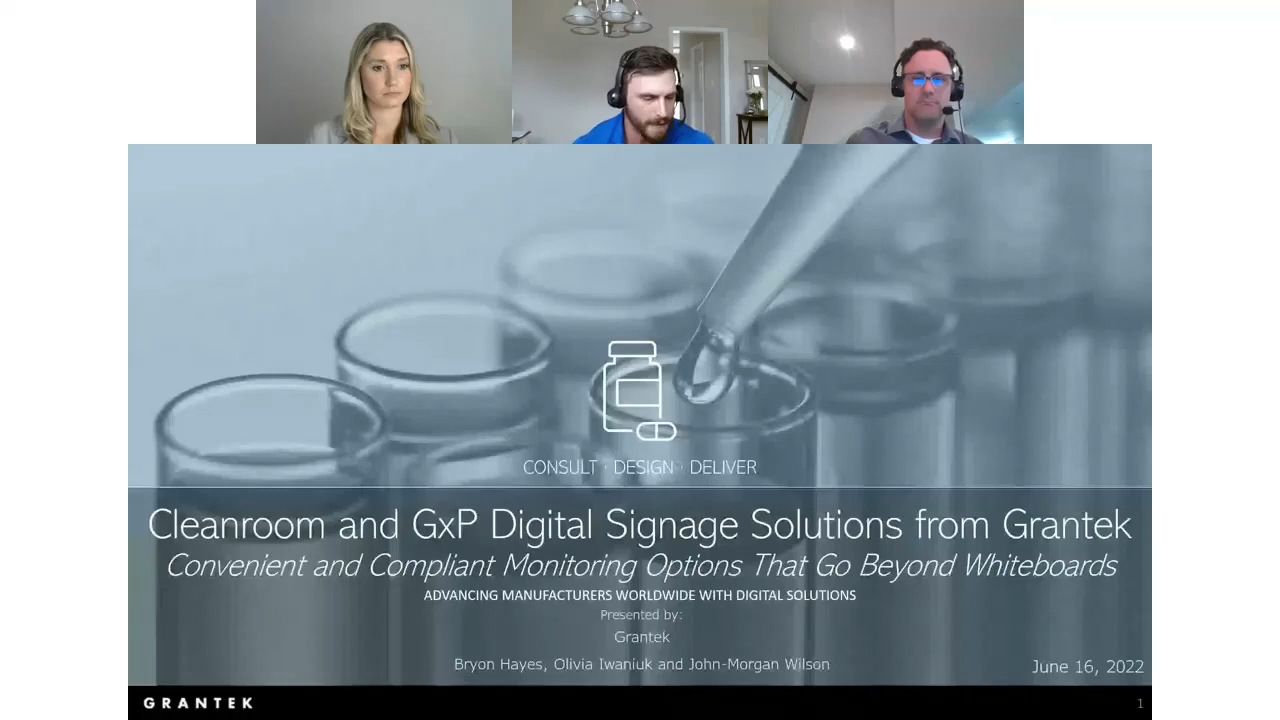 CONSULT · DESIGN · DELIVER
Cleanroom and GxP Digital Signage Solutions from Grantek
Convenient and Compliant Monitoring Options That Go Beyond Whiteboards
ADVANCING MANUFACTURERS WORLDWIDE WITH DIGITAL SOLUTIONS
Presented by:
Grantek
Bryon Hayes, Olivia Iwaniuk and John-Morgan Wilson
June 16, 2022
GRANTEK
1